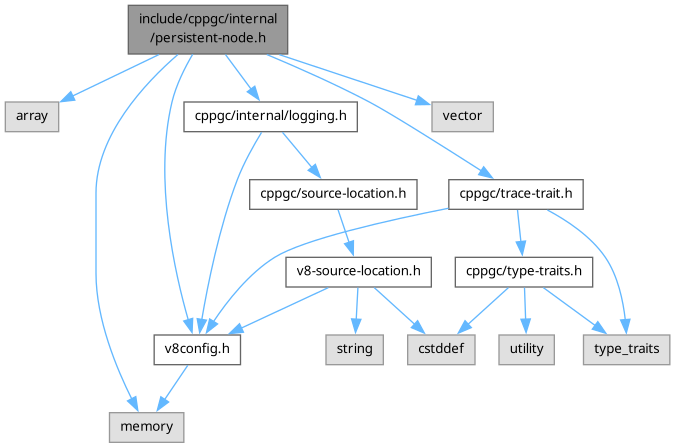 include/cppgc/internal
/persistent-node.h
array
cppgc/internal/logging.h
vector
cppgc/source-location.h
cppgc/trace-trait.h
v8-source-location.h
cppgc/type-traits.h
v8config.h
string
cstddef
utility
type_traits
memory